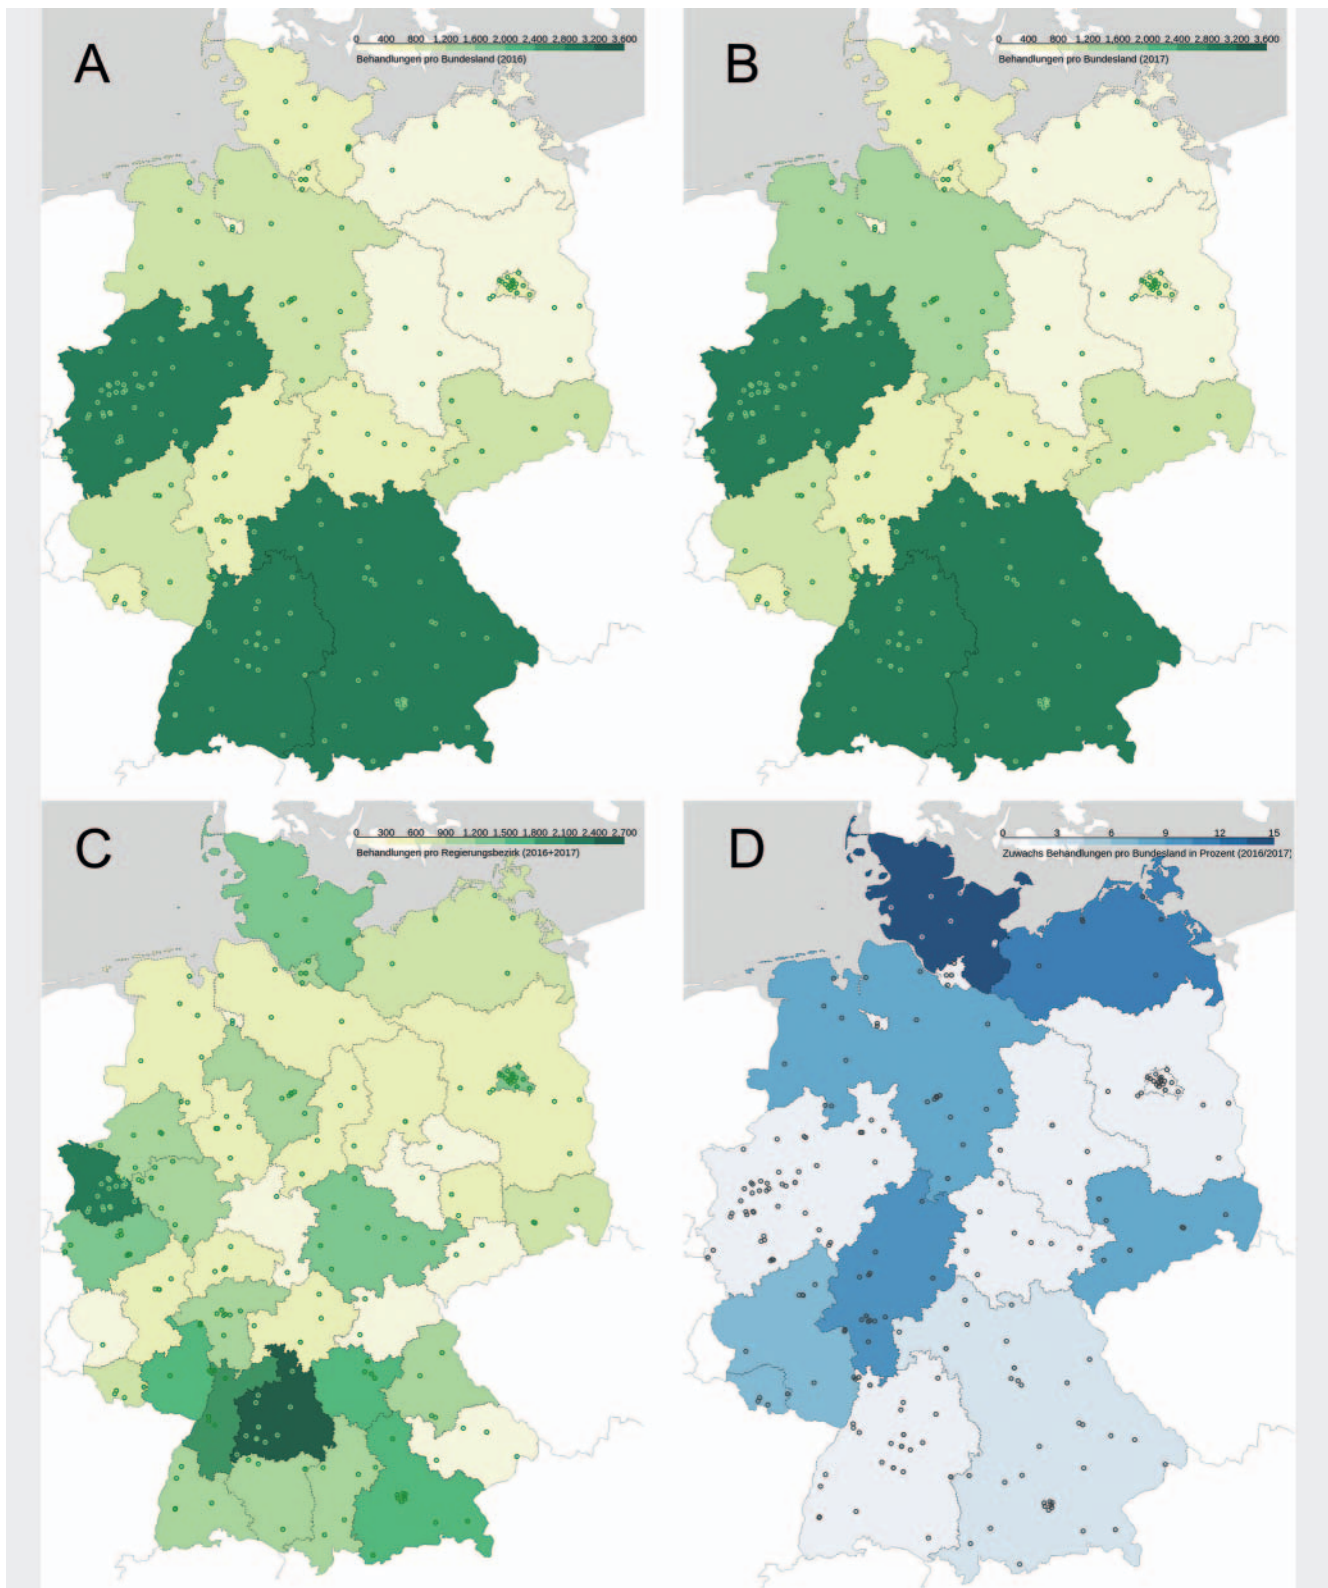 A
0 400 800 1.200 1,600 2,000 2,400 2,800 3,200 3,600
Behandlungen pro Bundesland (2016)
B
0 400 800 1.200 1,600 2,000 2,400 2,800 3,200 3,600
Behandlungen pro Bundesland (2017)
C
0 300 600 900 1.200 1.500 1.800 2.100 2.400 2.700
Behandlungen pro Regierungsbezirk (2016+2017)
D
0 3 6 9 12 15
Zuwachs Behandlungen pro Bundesland in Prozent (2016/2017)